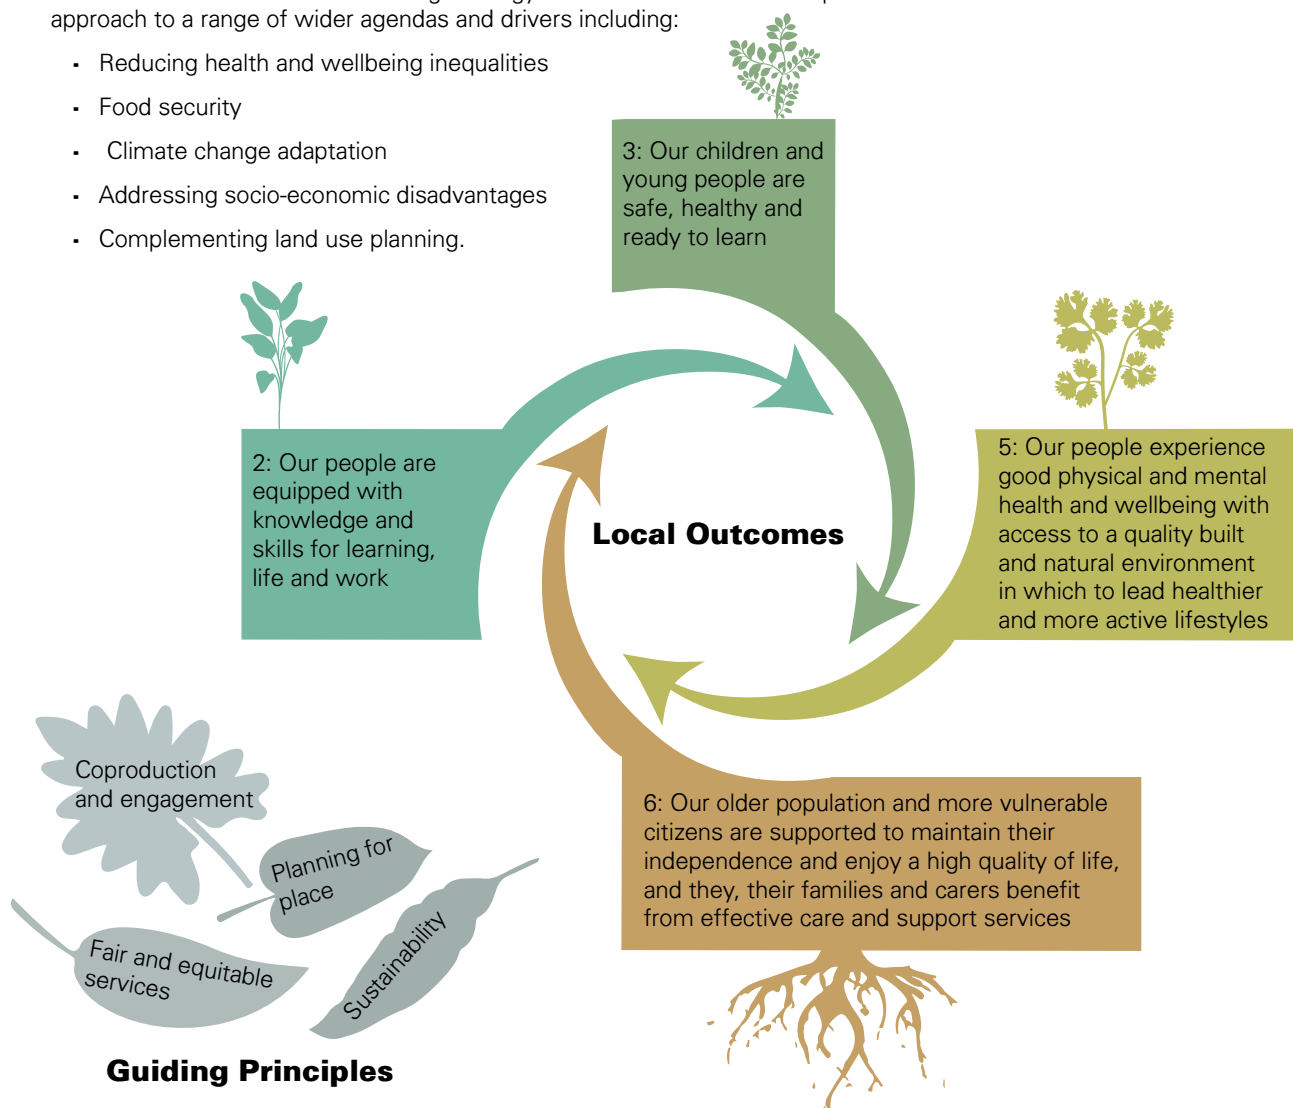 approach to a range of wider agendas and drivers including:
▪ Reducing health and wellbeing inequalities
▪ Food security
▪ Climate change adaptation
▪ Addressing socio-economic disadvantages
▪ Complementing land use planning.
3: Our children and
young people are
safe, healthy and
ready to learn
2: Our people are
equipped with
knowledge and
skills for learning,
life and work
Local Outcomes
5: Our people experience
good physical and mental
health and wellbeing with
access to a quality built
and natural environment
in which to lead healthier
and more active lifestyles
6: Our older population and more vulnerable
citizens are supported to maintain their
independence and enjoy a high quality of life,
and they, their families and carers benefit
from effective care and support services
Coproduction
and engagement
Planning for
place
Fair and equitable
services
Sustainability
Guiding Principles